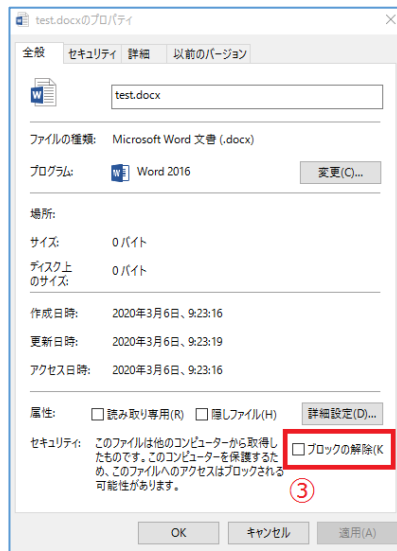 test.docxのプロパティ
全般 セキュリティ 詳細 以前のバージョン
test.docx
ファイルの種類: Microsoft Word 文書 (.docx)
プログラム: Word 2016 変更(C)...
場所:
サイズ: 0 バイト
ディスク上
のサイズ: 0 バイト
作成日時: 2020年3月6日、9:23:16
更新日時: 2020年3月6日、9:23:19
アクセス日時: 2020年3月6日、9:23:16
属性: 読み取り専用(R) 隠しファイル(H) 詳細設定(D)...
セキュリティ: このファイルは他のコンピューターから取得し
たものです。このコンピューターを保護するた
め、このファイルへのアクセスはブロックされる
可能性があります。
ブロックの解除(K
③
OK キャンセル 適用(A)